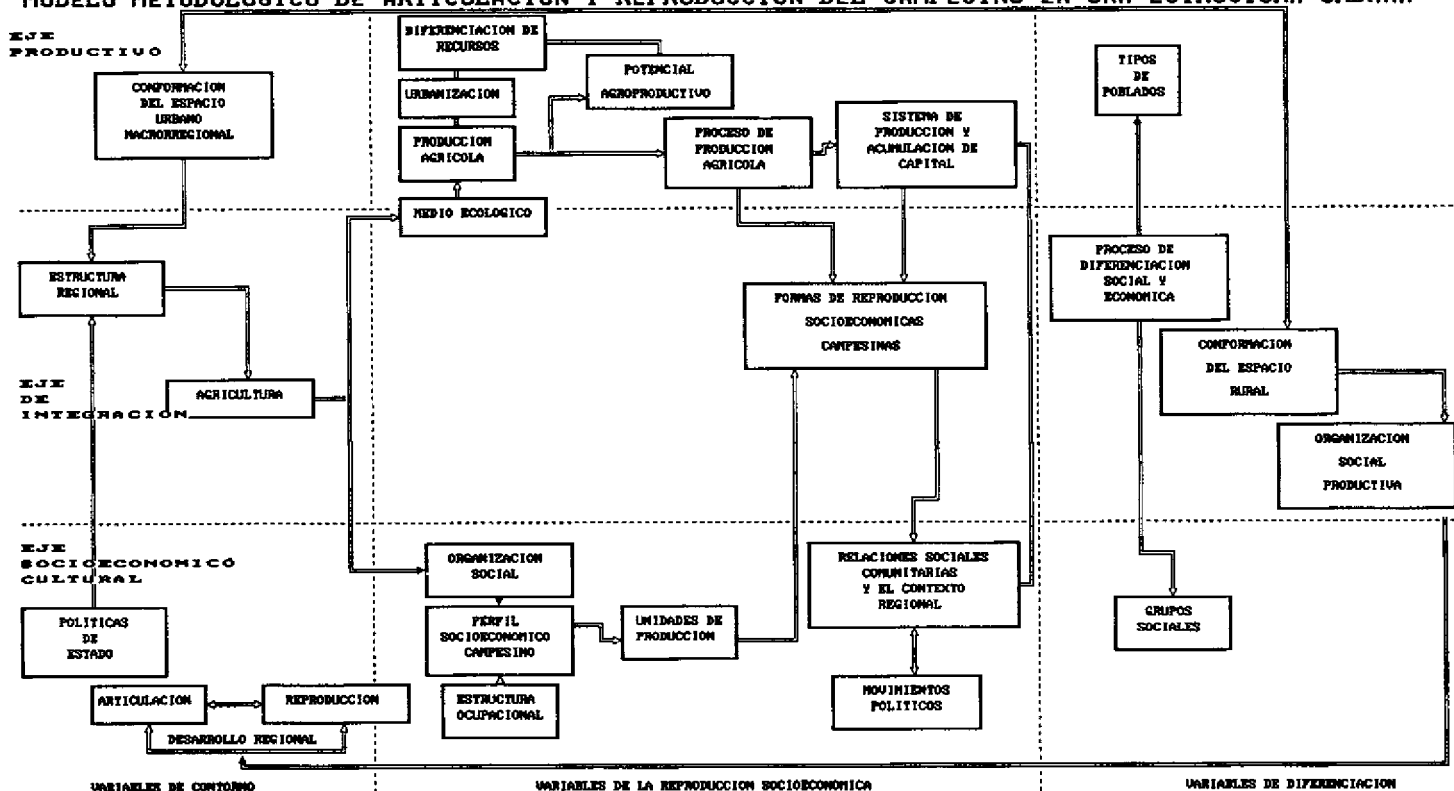 MODELO METODOLOGICO DE ARTICULACION Y REPRODUCCION DEL CAMPESINO EN UNA
EJE
PRODUCTIVO
CONFORMACION
DEL ESPACIO
URBANO
MACRORREGIONAL
DIFERENCIACION DE
RECURSOS
URBANIZACION
PRODUCCION
AGRICOLA
MEDIO ECOLOGICO
POTENCIAL
AGROPRODUCTIVO
PROCESO DE
PRODUCCION
AGRICOLA
SISTEMA DE
PRODUCCION Y
ACUMULACION DE
CAPITAL
TIPOS
DE
POBLADOS
ESTRUCTURA
REGIONAL
AGRICULTURA
EJE
DE
INTEGRACION
FORMAS DE REPRODUCCION
SOCIOECONOMICAS
CAMPESINAS
PROCESO DE
DIFERENCIACION
SOCIAL Y
ECONOMICA
CONFORMACION
DEL ESPACIO
RURAL
ORGANIZACION
SOCIAL
PRODUCTIVA
EJE
SOCIOECONOMICO
CULTURAL
POLITICAS
DE
ESTADO
ORGANIZACION
SOCIAL
PERFIL
SOCIOECONOMICO
CAMPESINO
ESTRUCTURA
OCUPACIONAL
UNIDADES DE
PRODUCCION
RELACIONES SOCIALES
COMUNITARIAS
Y EL CONTEXTO
REGIONAL
MOVIMIENTOS
POLITICOS
GRUPOS
SOCIALES
ARTICULACION
REPRODUCCION
DESARROLLO REGIONAL
VARIABLES DE CONTORNO
VARIABLES DE LA REPRODUCCION SOCIOECONOMICA
VARIABLES DE DIFERENCIACION